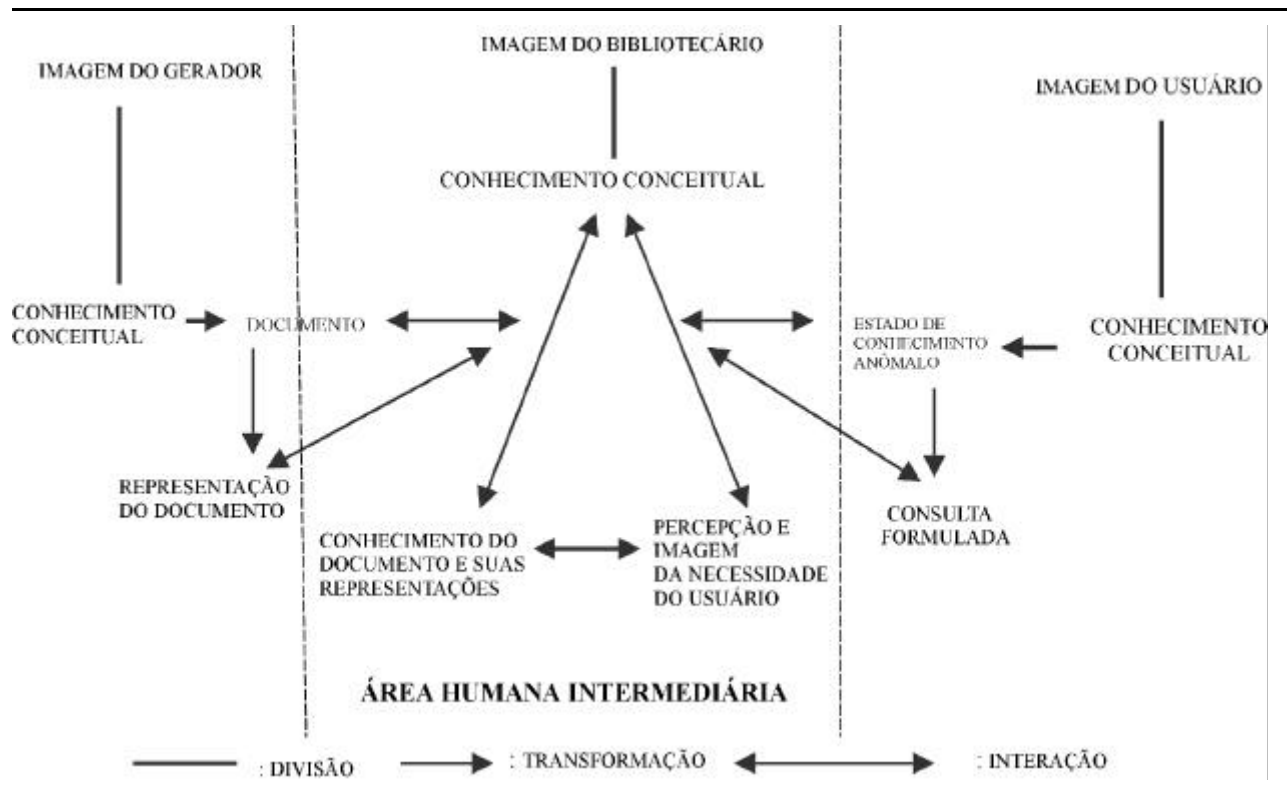 IMAGEM DO GERADOR
IMAGEM DO BIBLIOTECÁRIO
IMAGEM DO USUÁRIO
CONHECIMENTO CONCEITUAL
CONHECIMENTO
CONCEITUAL
DOCUMENTO
ESTADO DE
CONHECIMENTO
ANÔMALO
CONHECIMENTO
CONCEITUAL
REPRESENTAÇÃO
DO DOCUMENTO
CONHECIMENTO DO
DOCUMENTO E SUAS
REPRESENTAÇÕES
PERCEPÇÃO E
IMAGEM
DA NECESSIDADE
DO USUÁRIO
CONSULTA
FORMULADA
ÁREA HUMANA INTERMEDIÁRIA
: DIVISÃO
: TRANSFORMAÇÃO
: INTERAÇÃO